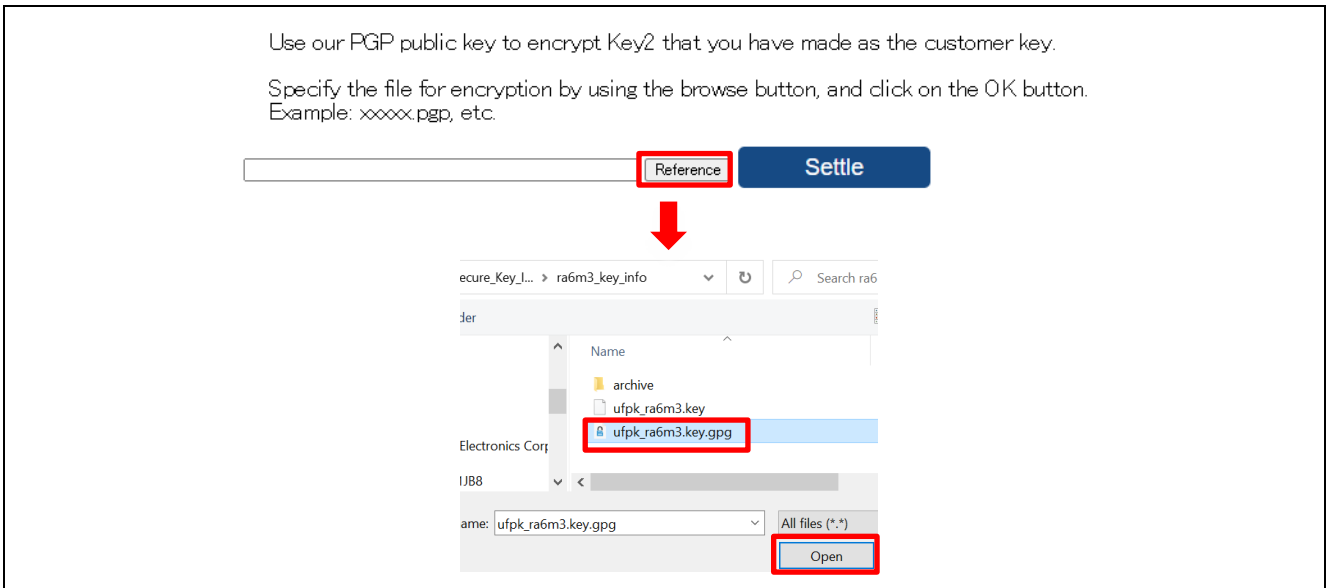 Use our PGP public key to encrypt Key2 that you have made as the customer key.
Specify the file for encryption by using the browse button, and click on the OK button.
Example: xxxxx.pgp, etc.
Reference
Settle
ecure_Key_I... > ra6m3_key_info
Search ra6
der
Name
archive
ufpk_ra6m3.key
ufpk_ra6m3.key.gpg
Electronics Corp
1JB8
ame: ufpk_ra6m3.key.gpg
All files (*.*)
Open